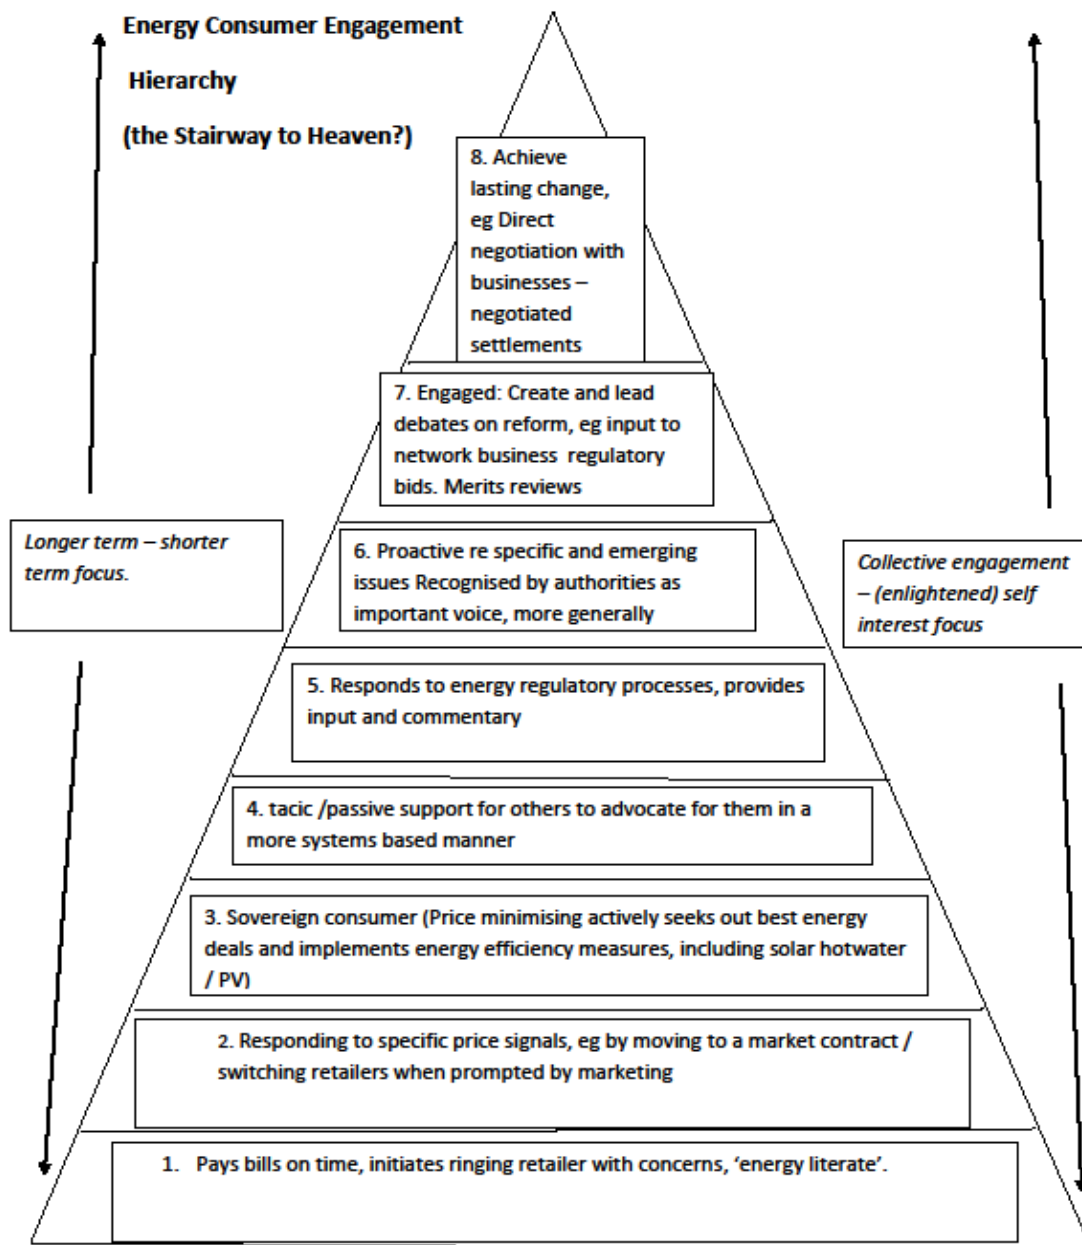 Energy Consumer Engagement
Hierarchy
(the Stairway to Heaven?)
8. Achieve
lasting change,
eg Direct
negotiation with
businesses –
negotiated
settlements
7. Engaged: Create and lead
debates on reform, eg input to
network business regulatory
bids. Merits reviews
Longer term – shorter
term focus.
6. Proactive re specific and emerging
issues Recognised by authorities as
important voice, more generally
Collective engagement
– (enlightened) self
interest focus
5. Responds to energy regulatory processes, provides
input and commentary
4. tacic /passive support for others to advocate for them in a
more systems based manner
3. Sovereign consumer (Price minimising actively seeks out best energy
deals and implements energy efficiency measures, including solar hotwater
/ PV)
2. Responding to specific price signals, eg by moving to a market contract /
switching retailers when prompted by marketing
1. Pays bills on time, initiates ringing retailer with concerns, ‘energy literate’.